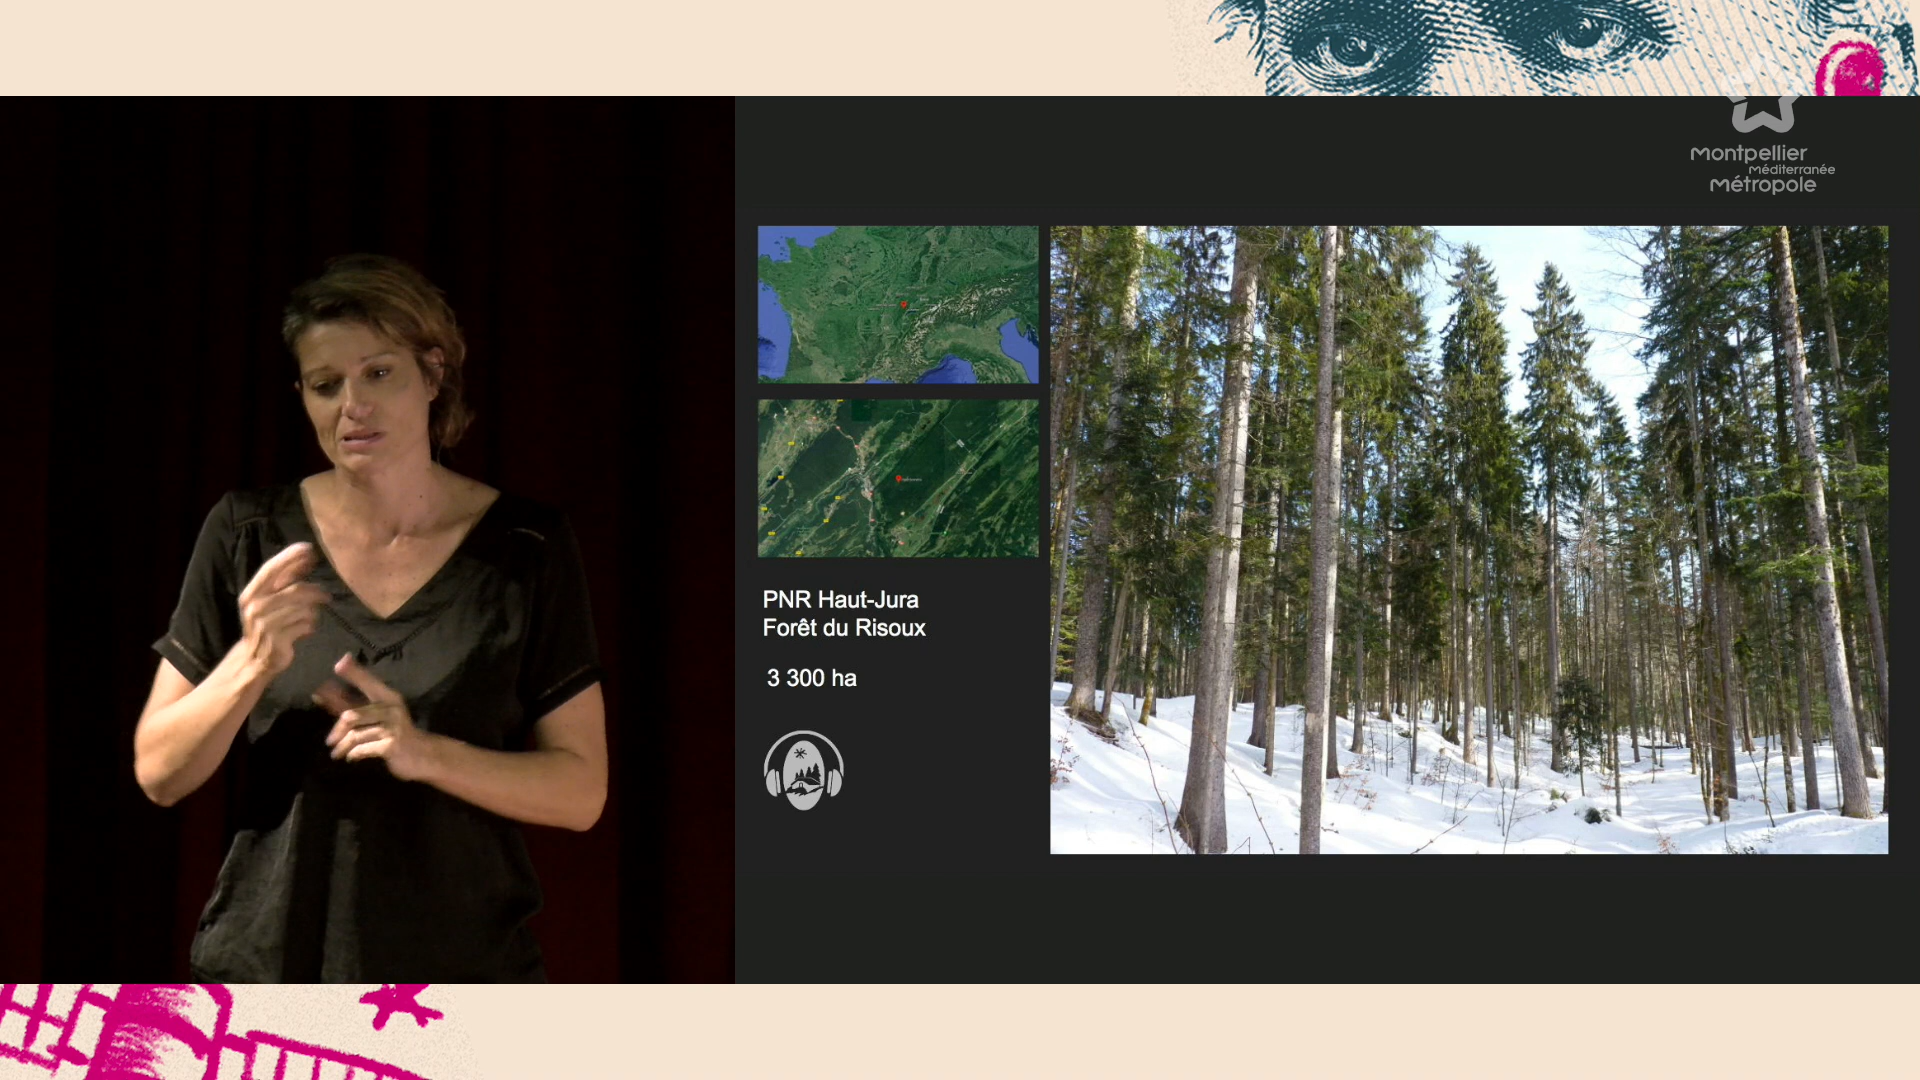 montpellier
méditerranée
métropole
PNR Haut-Jura
Forêt du Risoux
3 300 ha